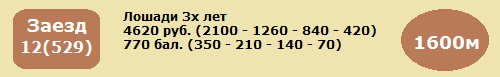 Заезд
12(529)
Лошади 3х лет
4620 руб. (2100 - 1260 - 840 - 420)
770 бал. (350 - 210 - 140 - 70)
1600м